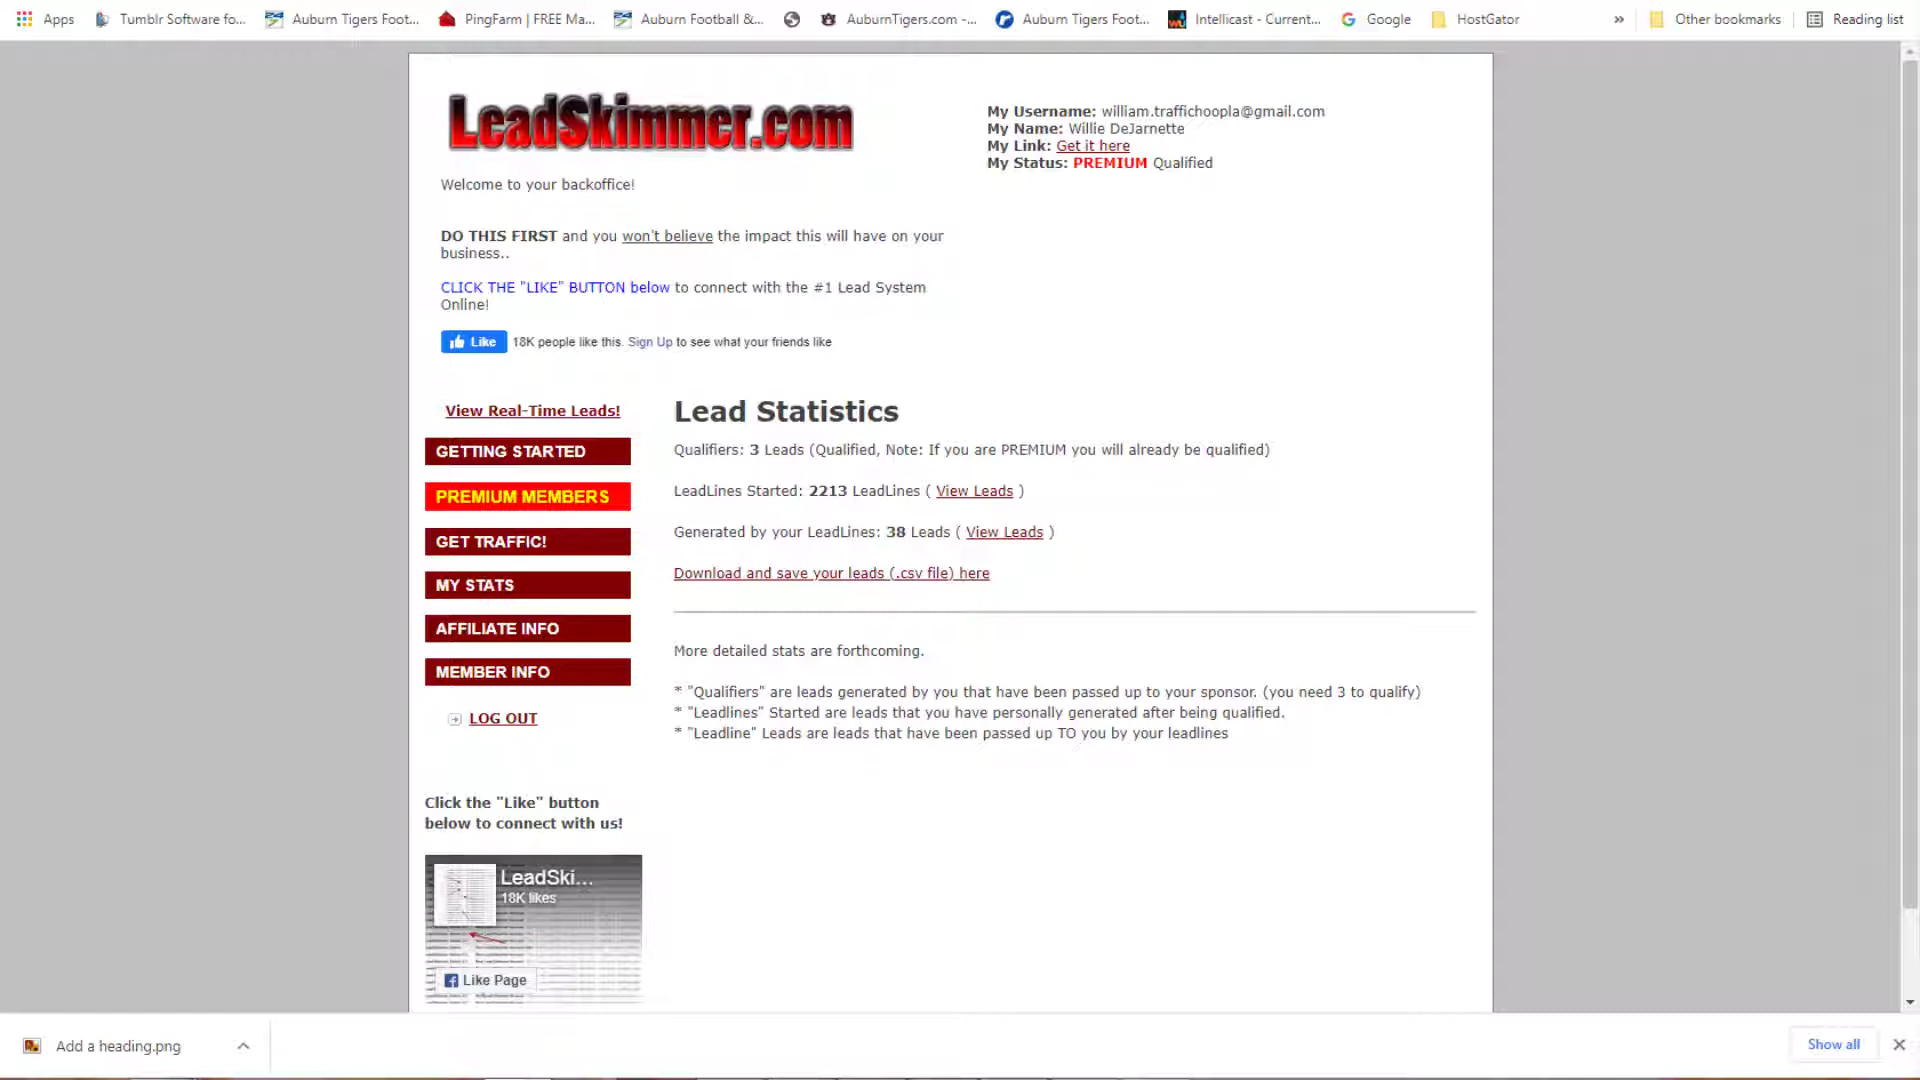 Apps
Tumblr Software fo...
Auburn Tigers Foot...
PingFarm | FREE Ma...
Auburn Football &...
AuburnTigers.com -...
Auburn Tigers Foot...
Intellicast - Current...
Google
HostGator
»
Other bookmarks
Reading list
LeadSkimmer.com
My Username: william.traffichoopla@gmail.com
My Name: Willie DeJarnette
My Link: Get it here
My Status: PREMIUM Qualified
Welcome to your backoffice!
DO THIS FIRST and you won't believe the impact this will have on your
business..
CLICK THE "LIKE" BUTTON below to connect with the #1 Lead System
Online!
Like 18K people like this. Sign Up to see what your friends like
View Real-Time Leads!
GETTING STARTED
PREMIUM MEMBERS
GET TRAFFIC!
MY STATS
AFFILIATE INFO
MEMBER INFO
LOG OUT
Click the "Like" button
below to connect with us!
LeadSki...
18K likes
Like Page
Lead Statistics
Qualifiers: 3 Leads (Qualified, Note: If you are PREMIUM you will already be qualified)
LeadLines Started: 2213 LeadLines ( View Leads )
Generated by your LeadLines: 38 Leads ( View Leads )
Download and save your leads (.csv file) here
More detailed stats are forthcoming.
* "Qualifiers" are leads generated by you that have been passed up to your sponsor. (you need 3 to qualify)
* "Leadlines" Started are leads that you have personally generated after being qualified.
* "Leadline" Leads are leads that have been passed up TO you by your leadlines
Add a heading.png
Show all